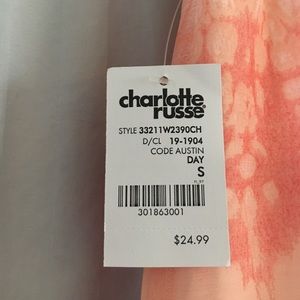 charlotte
russe
STYLE 33211W2390CH
D/CL 19-1904
CODE AUSTIN
DAY
S
301863001
$24.99